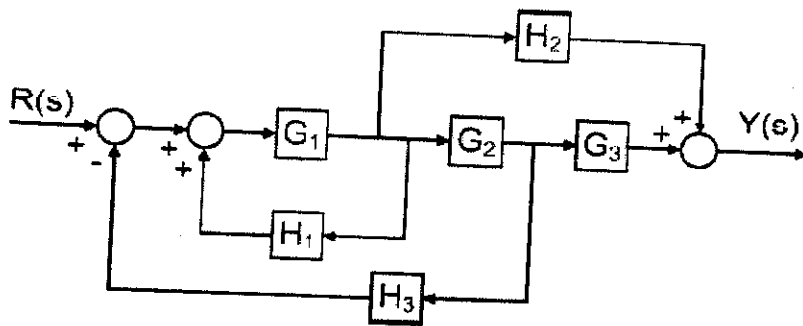 H₂
R(s)
G₁
G₂
G₃
Y(s)
+
+
+
+
+
-
H₁
H₃